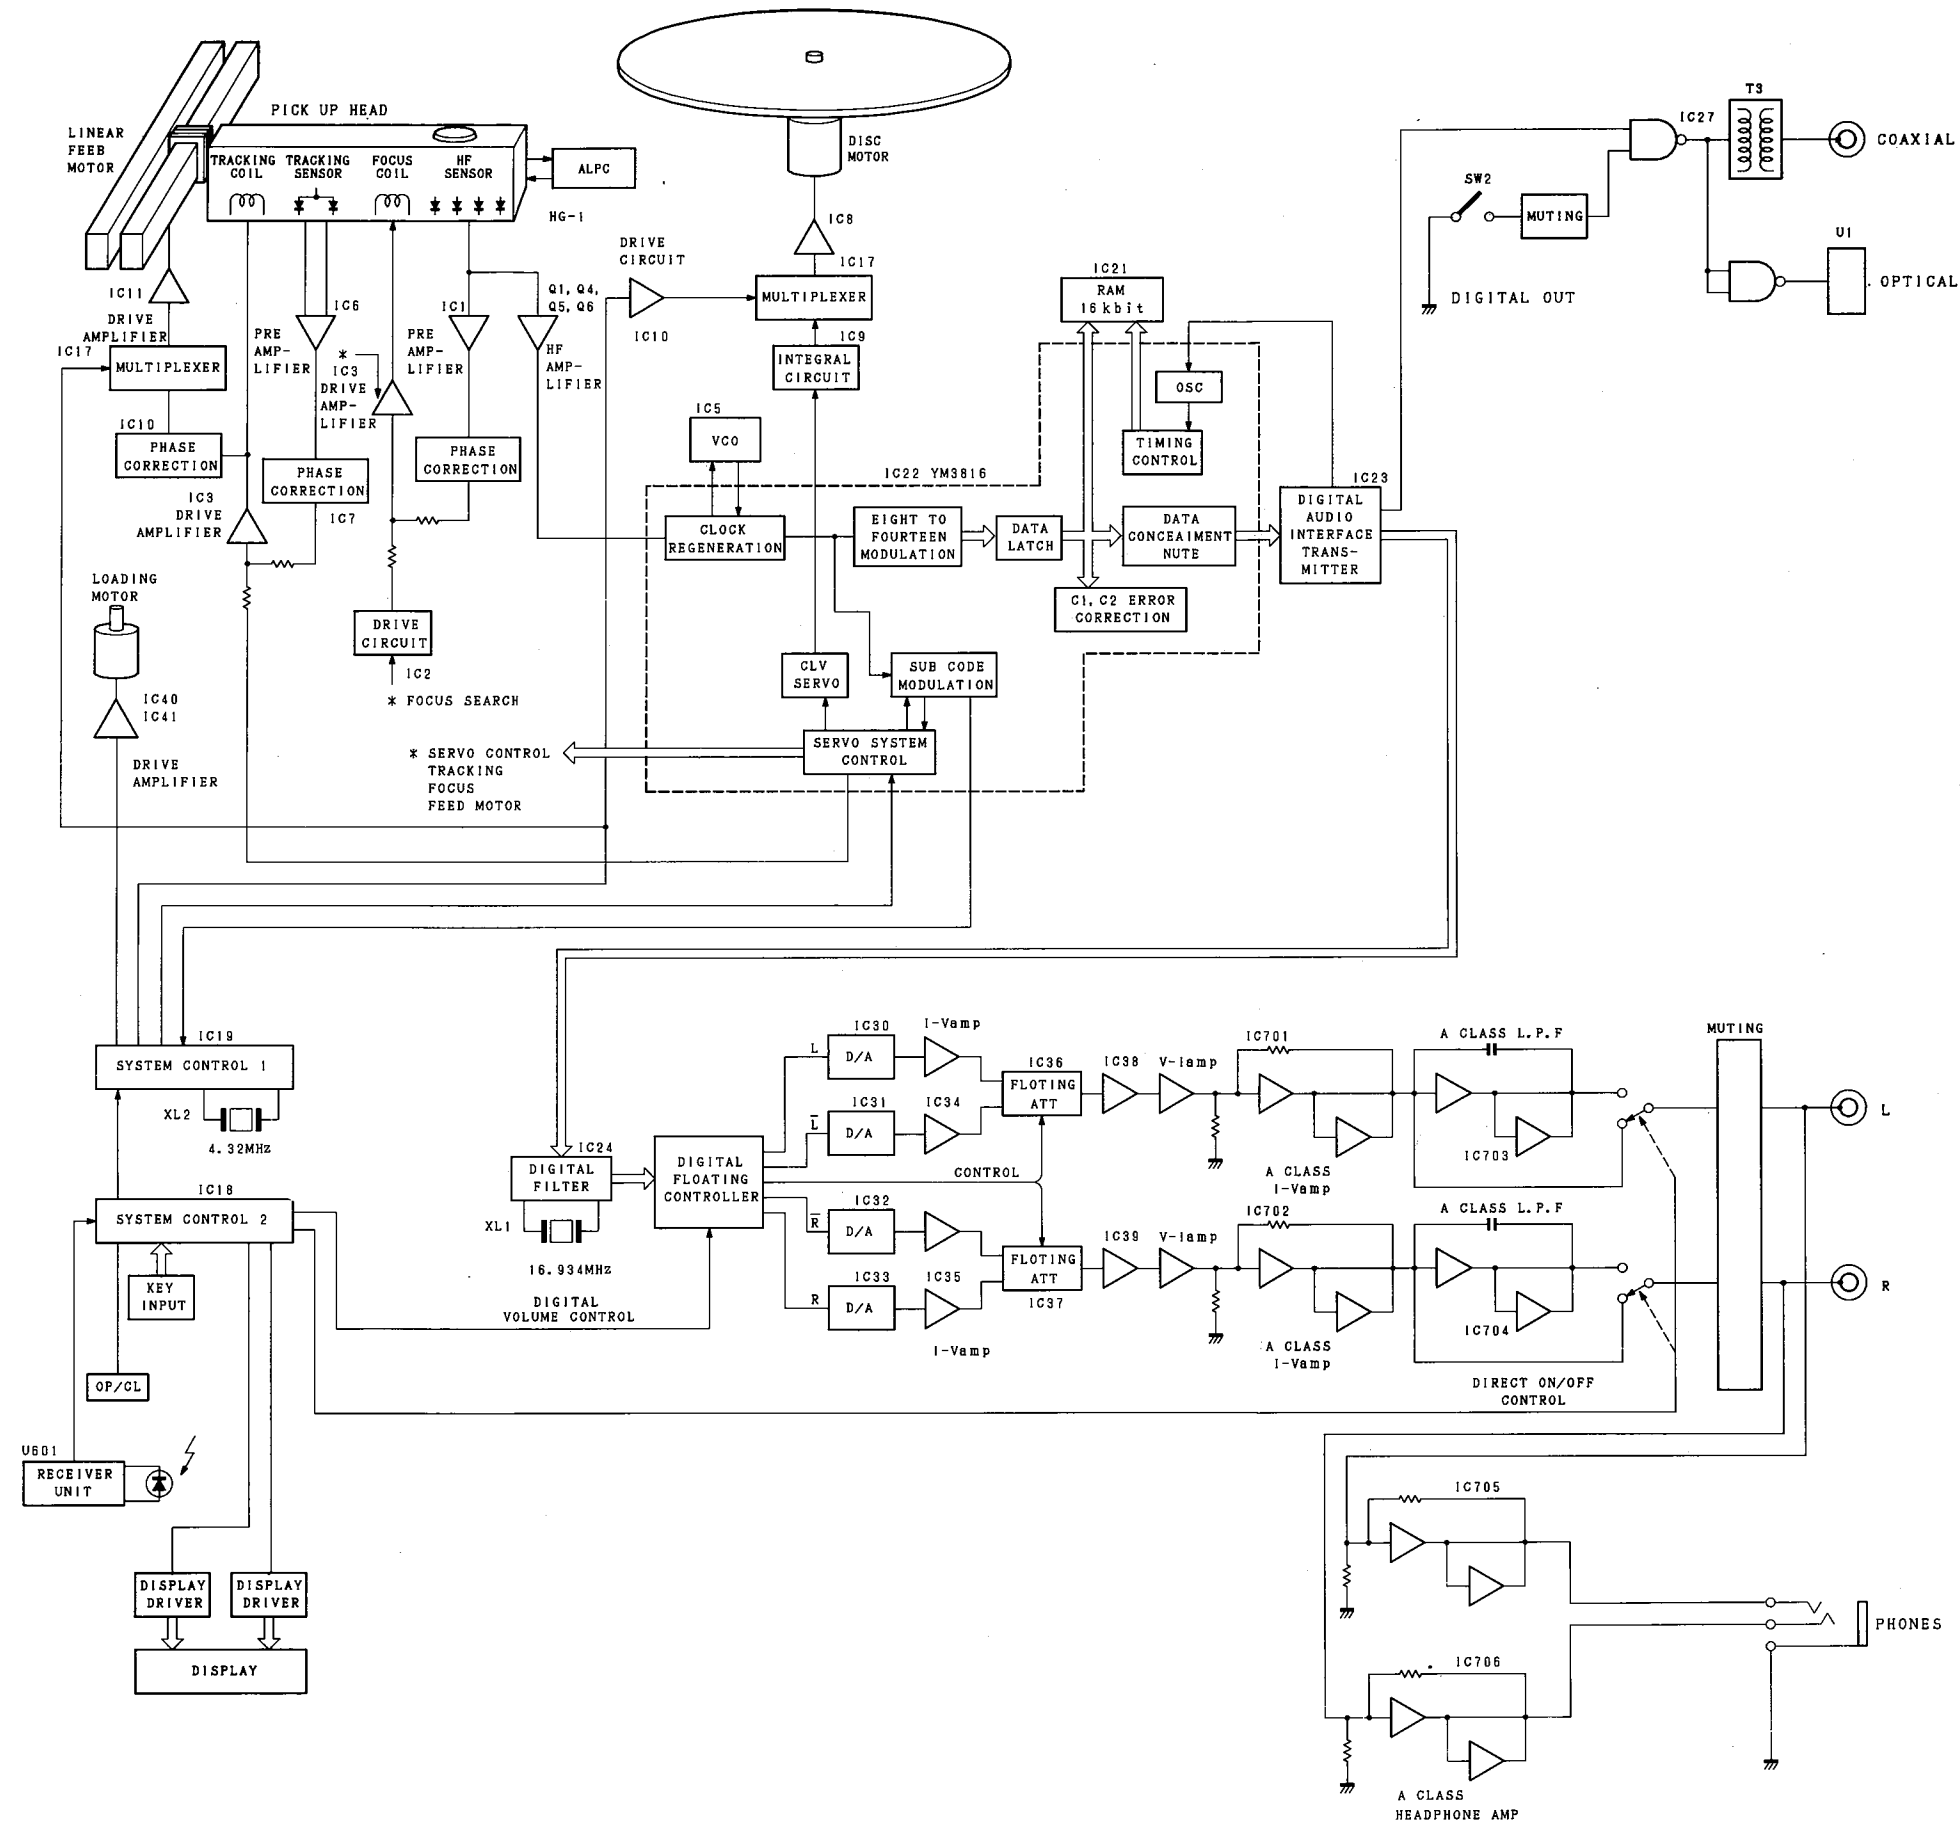 T3
IC27
COAXIAL
PICK UP HEAD
LINEAR
FEEB
MOTOR
DISC
MOTOR
TRACKING
COIL
TRACKING
SENSOR
FOCUS
COIL
HF
SENSOR
ALPC
HG-1
SW2
MUTING
U1
OPTICAL
DIGITAL OUT
IC8
DRIVE
CIRCUIT
IC17
MULTIPLEXER
IC10
IC9
INTEGRAL
CIRCUIT
IC21
RAM
16 kbit
IC11
DRIVE
AMPLIFIER
IC17
MULTIPLEXER
IC6
PRE
AMP-
LIFIER
*
IC3
DRIVE
AMP-
LIFIER
IC1
PRE
AMP-
LIFIER
Q1, Q4,
Q5, Q6
HF
AMP-
LIFIER
OSC
TIMING
CONTROL
IC10
PHASE
CORRECTION
PHASE
CORRECTION
IC7
PHASE
CORRECTION
IC5
VCO
IC22 YM3816
IC3
DRIVE
AMPLIFIER
CLOCK
REGENERATION
EIGHT TO
FOURTEEN
MODULATION
DATA
LATCH
DATA
CONCEAIMENT
NUTE
IC23
DIGITAL
AUDIO
INTERFACE
TRANS-
MITTER
C1, C2 ERROR
CORRECTION
LOADING
MOTOR
DRIVE
CIRCUIT
IC2
* FOCUS SEARCH
CLV
SERVO
SUB CODE
MODULATION
IC40
IC41
DRIVE
AMPLIFIER
* SERVO CONTROL
TRACKING
FOCUS
FEED MOTOR
SERVO SYSTEM
CONTROL
IC19
SYSTEM CONTROL 1
XL2
4.32MHz
IC18
SYSTEM CONTROL 2
KEY
INPUT
OP/CL
U601
RECEIVER
UNIT
DISPLAY
DRIVER
DISPLAY
DRIVER
DISPLAY
IC24
DIGITAL
FILTER
XL1
16.934MHz
DIGITAL
VOLUME CONTROL
DIGITAL
FLOATING
CONTROLLER
L
IC30
D/A
I-Vamp
L
IC31
D/A
IC34
CONTROL
R
IC32
D/A
R
IC33
D/A
IC35
I-Vamp
IC36
FLOTING
ATT
FLOTING
ATT
IC37
IC38
V-Iamp
IC39
V-Iamp
IC701
A CLASS
I-Vamp
IC702
A CLASS
I-Vamp
A CLASS L.P.F
IC703
A CLASS L.P.F
IC704
DIRECT ON/OFF
CONTROL
MUTING
L
R
IC705
IC706
PHONES
A CLASS
HEADPHONE AMP